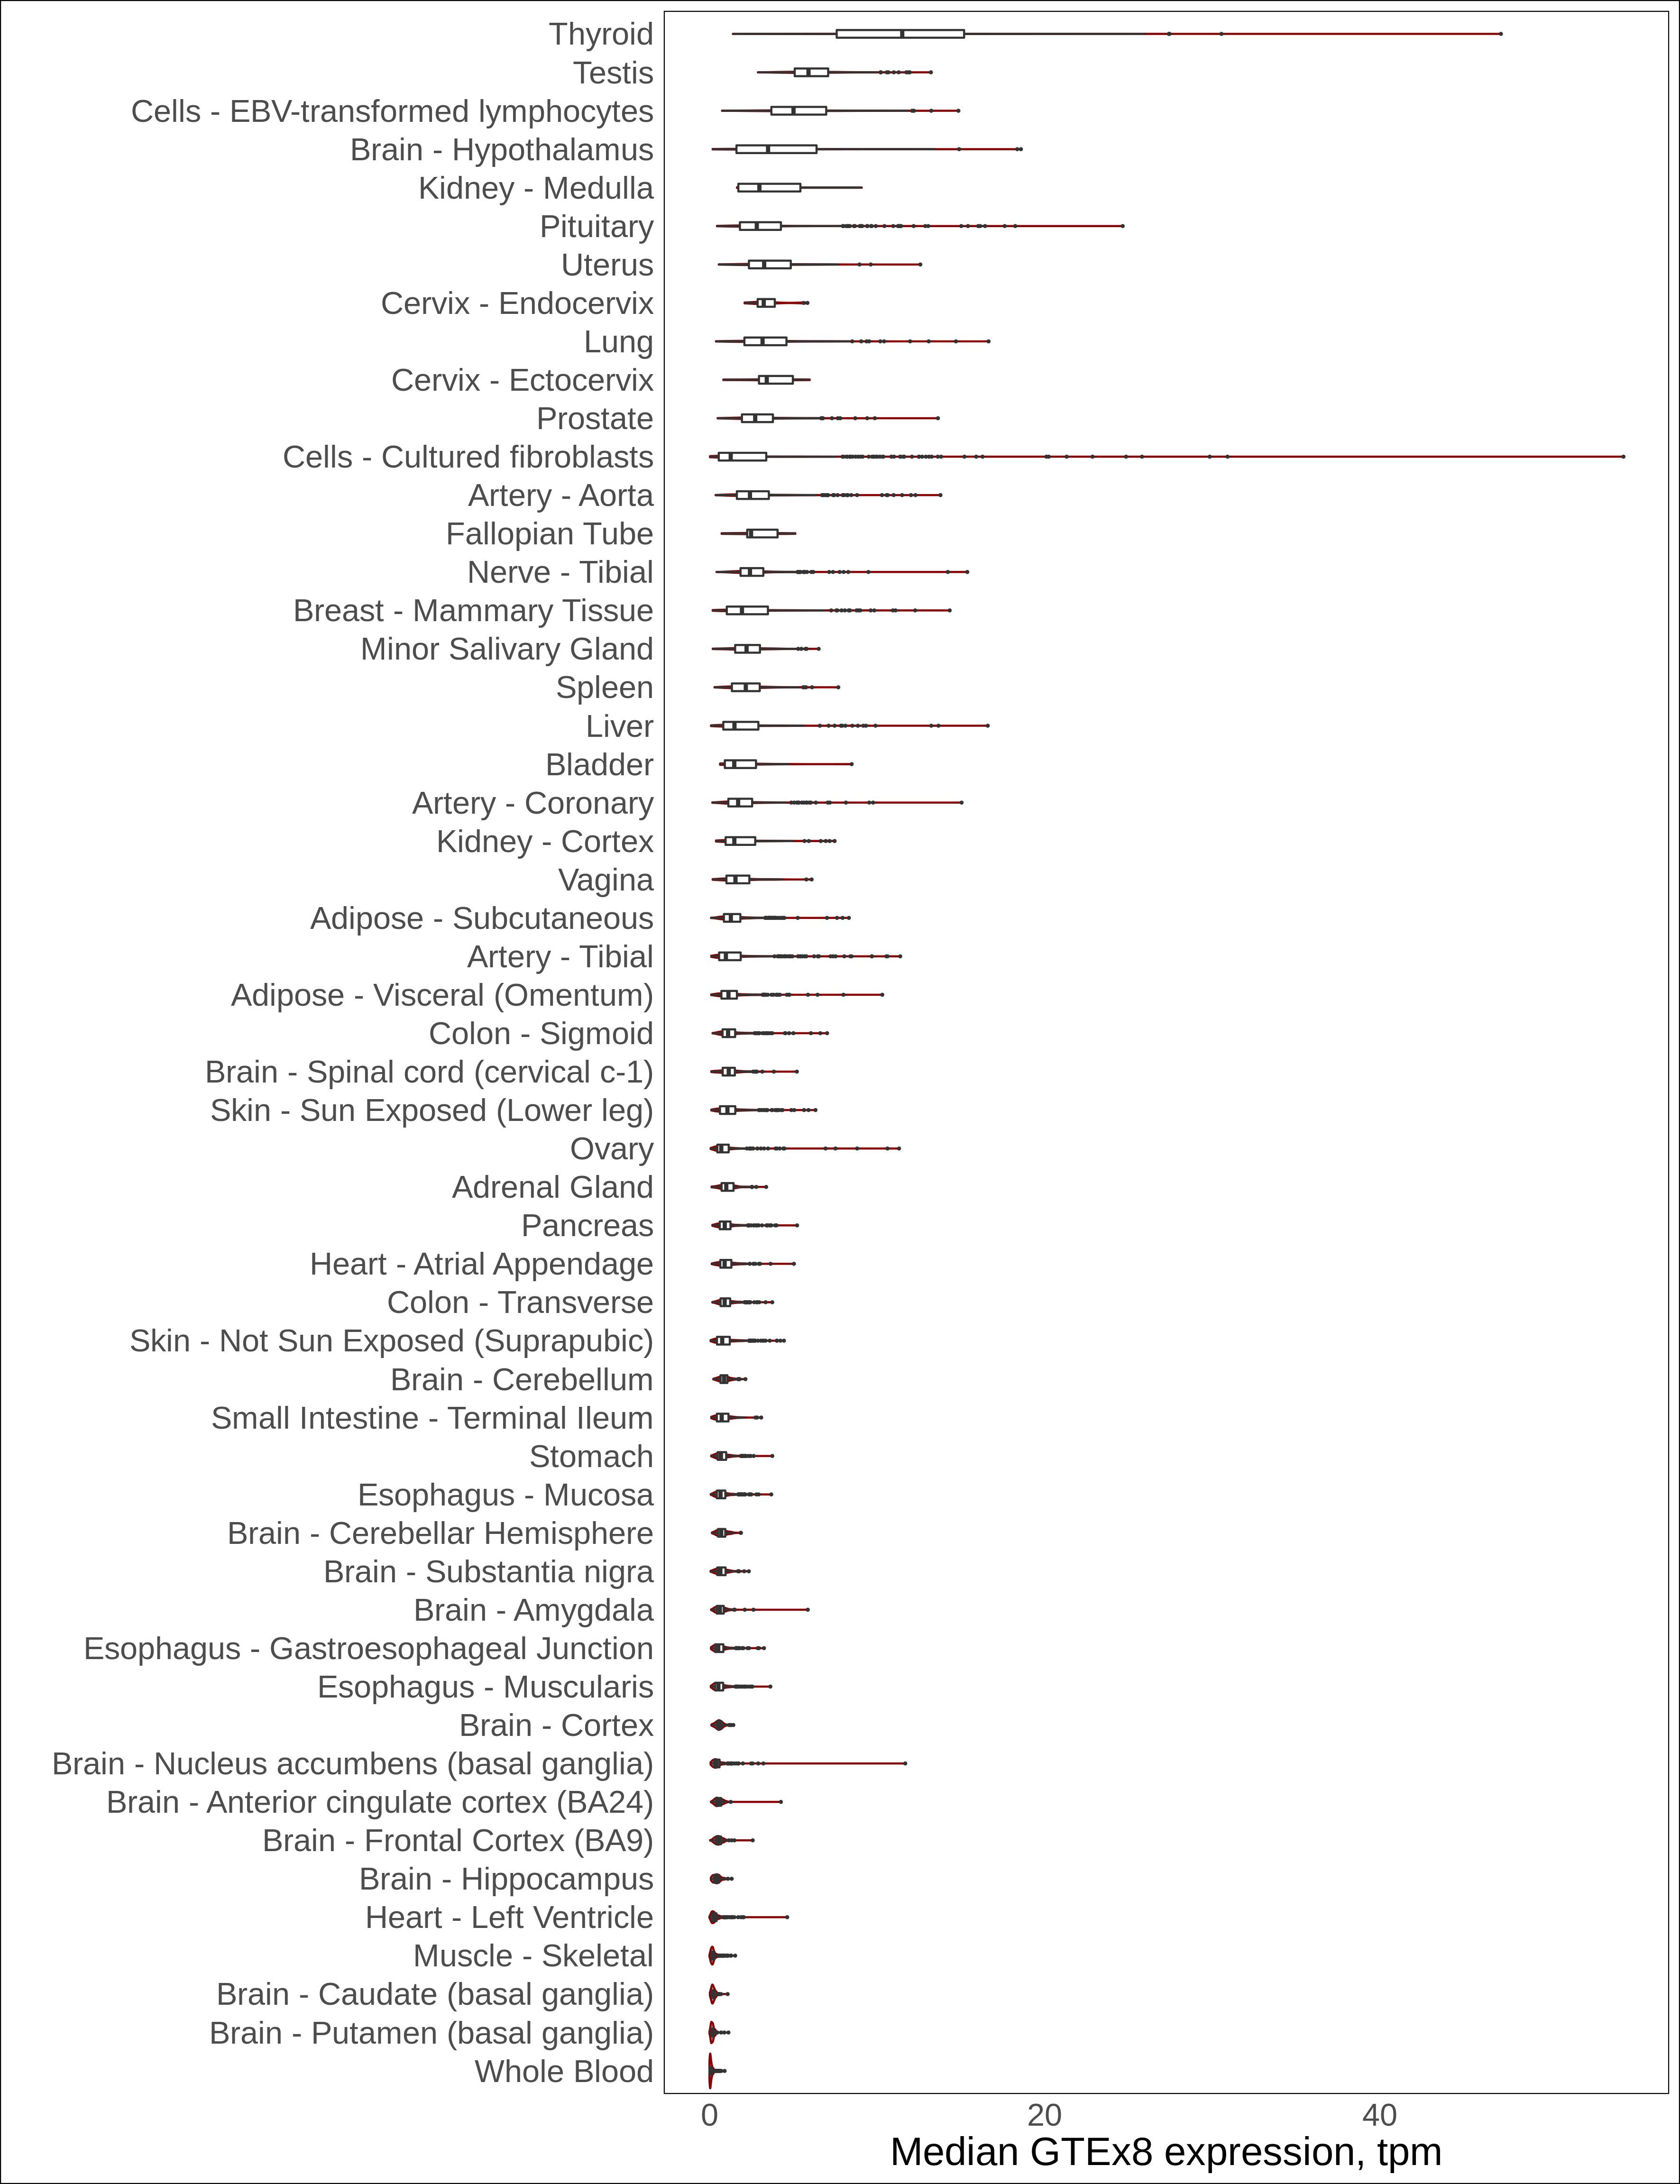 Thyroid
Testis
Cells - EBV-transformed lymphocytes
Brain - Hypothalamus
Kidney - Medulla
Pituitary
Uterus
Cervix - Endocervix
Lung
Cervix - Ectocervix
Prostate
Cells - Cultured fibroblasts
Artery - Aorta
Fallopian Tube
Nerve - Tibial
Breast - Mammary Tissue
Minor Salivary Gland
Spleen
Liver
Bladder
Artery - Coronary
Kidney - Cortex
Vagina
Adipose - Subcutaneous
Artery - Tibial
Adipose - Visceral (Omentum)
Colon - Sigmoid
Brain - Spinal cord (cervical c-1)
Skin - Sun Exposed (Lower leg)
Ovary
Adrenal Gland
Pancreas
Heart - Atrial Appendage
Colon - Transverse
Skin - Not Sun Exposed (Suprapubic)
Brain - Cerebellum
Small Intestine - Terminal Ileum
Stomach
Esophagus - Mucosa
Brain - Cerebellar Hemisphere
Brain - Substantia nigra
Brain - Amygdala
Esophagus - Gastroesophageal Junction
Esophagus - Muscularis
Brain - Cortex
Brain - Nucleus accumbens (basal ganglia)
Brain - Anterior cingulate cortex (BA24)
Brain - Frontal Cortex (BA9)
Brain - Hippocampus
Heart - Left Ventricle
Muscle - Skeletal
Brain - Caudate (basal ganglia)
Brain - Putamen (basal ganglia)
Whole Blood
0 20 40
Median GTEx8 expression, tpm